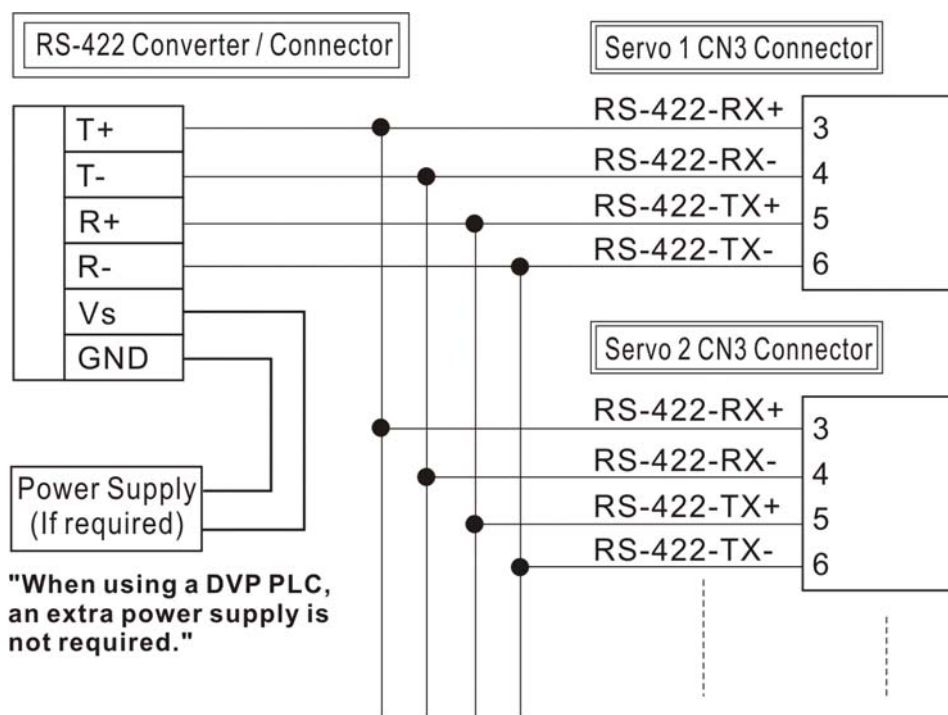 RS-422 Converter / Connector
T+
T-
R+
R-
Vs
GND
Power Supply
(If required)
"When using a DVP PLC,
an extra power supply is
not required."
Servo 1 CN3 Connector
RS-422-RX+ 3
RS-422-RX- 4
RS-422-TX+ 5
RS-422-TX- 6
Servo 2 CN3 Connector
RS-422-RX+ 3
RS-422-RX- 4
RS-422-TX+ 5
RS-422-TX- 6